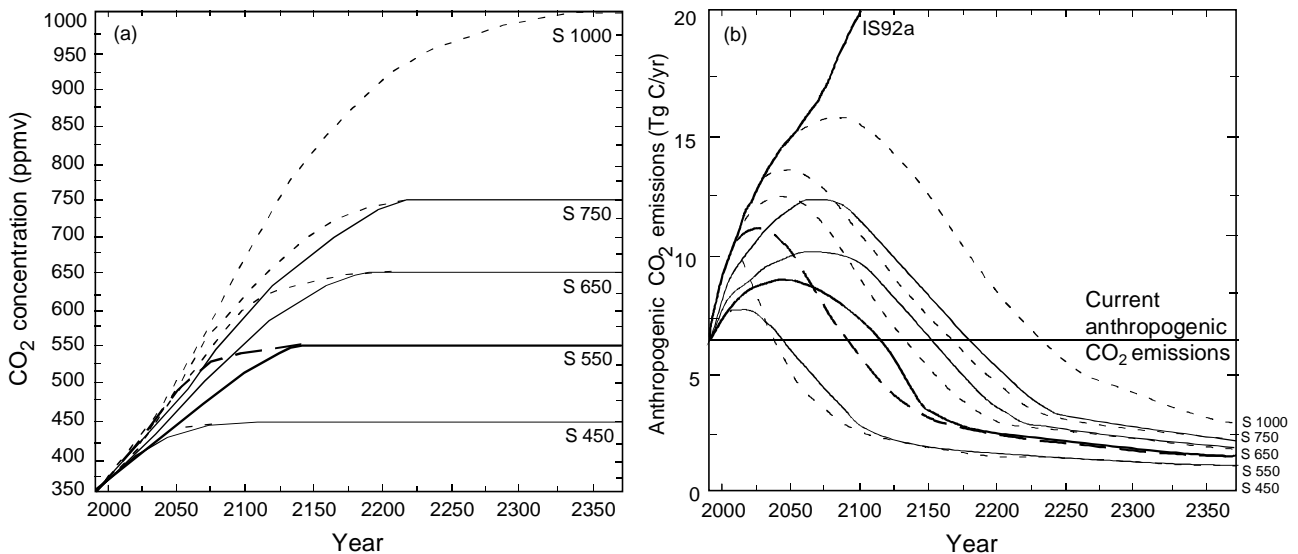 (a)
CO2 concentration (ppmv)
1000
950
900
850
800
750
700
650
600
550
500
450
400
350
S 1000
S 750
S 650
S 550
S 450
2000 2050 2100 2150 2200 2250 2300 2350
Year
(b)
Anthropogenic CO2 emissions (Tg C/yr)
20
15
10
5
0
IS92a
Current
anthropogenic
CO2 emissions
S 1000
S 750
S 650
S 550
S 450
2000 2050 2100 2150 2200 2250 2300 2350
Year